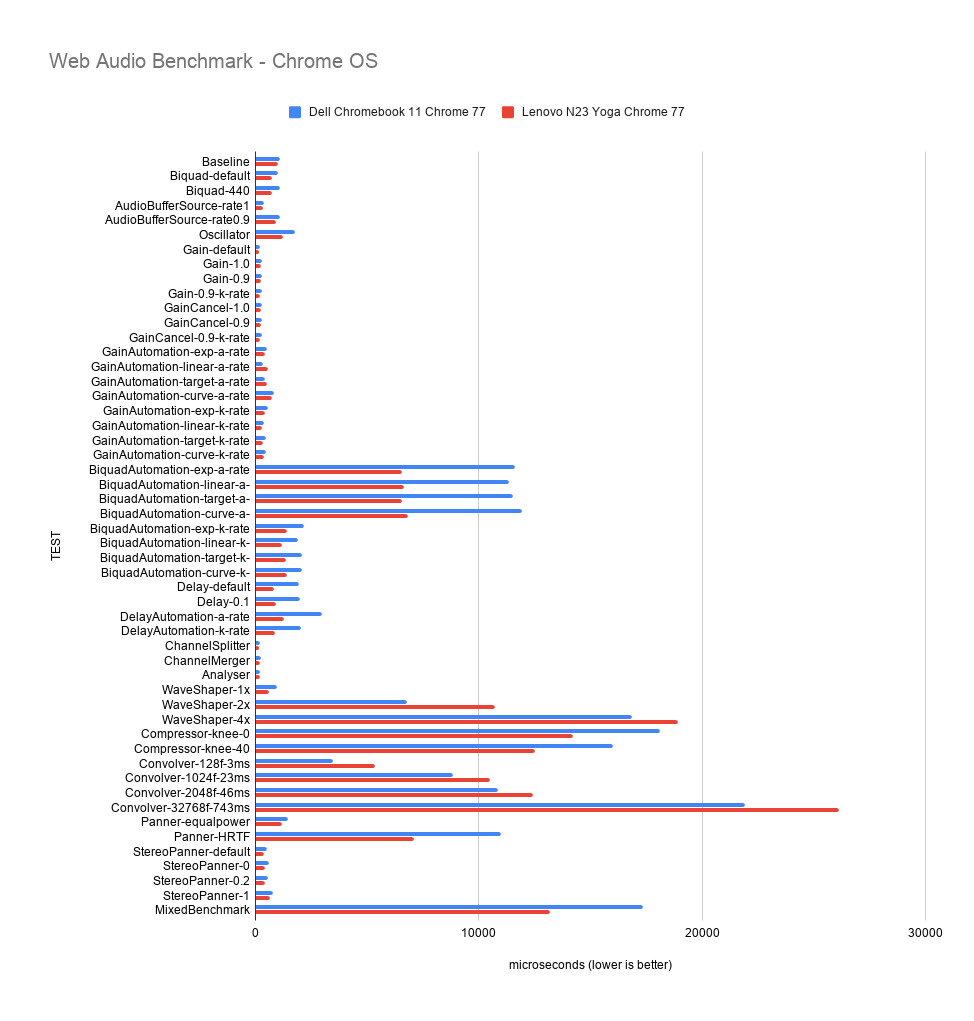 Web Audio Benchmark - Chrome OS
Dell Chromebook 11 Chrome 77 Lenovo N23 Yoga Chrome 77
Baseline
Biquad-default
Biquad-440
AudioBufferSource-rate1
AudioBufferSource-rate0.9
Oscillator
Gain-default
Gain-1.0
Gain-0.9
Gain-0.9-k-rate
GainCancel-1.0
GainCancel-0.9
GainCancel-0.9-k-rate
GainAutomation-exp-a-rate
GainAutomation-linear-a-rate
GainAutomation-target-a-rate
GainAutomation-curve-a-rate
GainAutomation-exp-k-rate
GainAutomation-linear-k-rate
GainAutomation-target-k-rate
GainAutomation-curve-k-rate
BiquadAutomation-exp-a-rate
BiquadAutomation-linear-a-
BiquadAutomation-target-a-
BiquadAutomation-curve-a-
BiquadAutomation-exp-k-rate
BiquadAutomation-linear-k-
BiquadAutomation-target-k-
BiquadAutomation-curve-k-
Delay-default
Delay-0.1
DelayAutomation-a-rate
DelayAutomation-k-rate
ChannelSplitter
ChannelMerger
Analyser
WaveShaper-1x
WaveShaper-2x
WaveShaper-4x
Compressor-knee-0
Compressor-knee-40
Convolver-128f-3ms
Convolver-1024f-23ms
Convolver-2048f-46ms
Convolver-32768f-743ms
Panner-equalpower
Panner-HRTF
StereoPanner-default
StereoPanner-0
StereoPanner-0.2
StereoPanner-1
MixedBenchmark
TEST
0 10000 20000 30000
microseconds (lower is better)